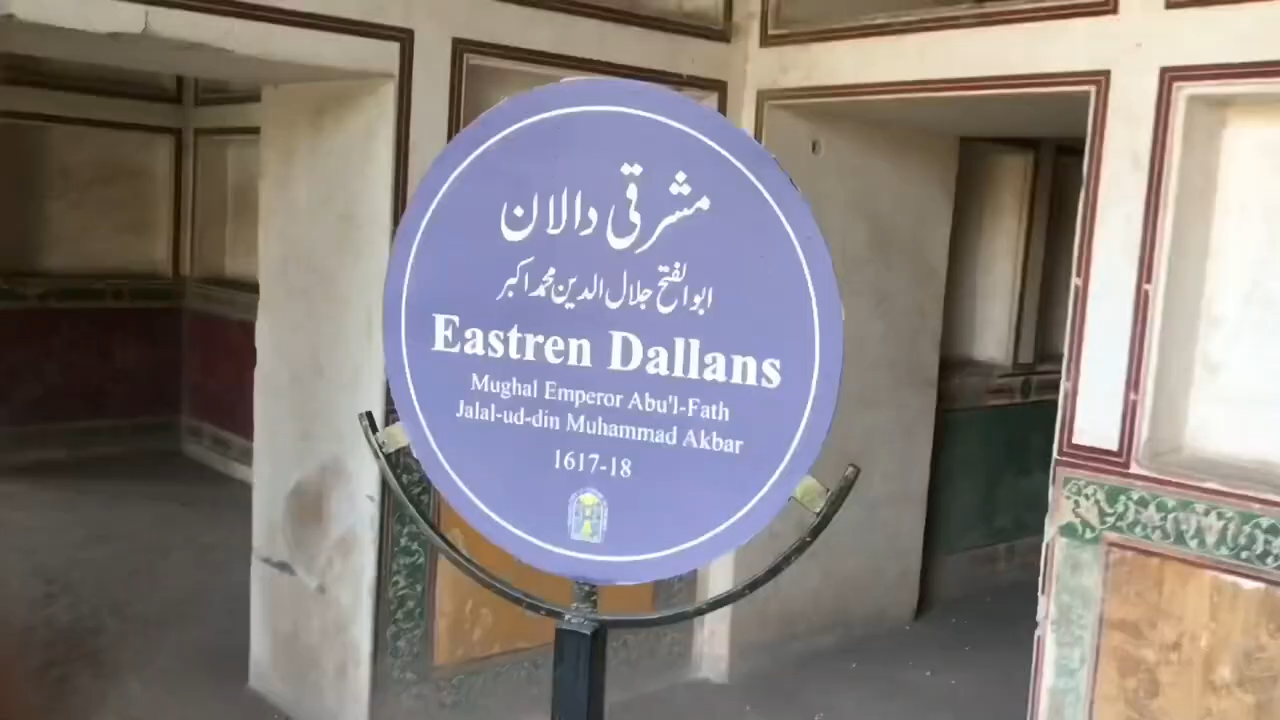 مشرقی دالان
ابوالفتح جلال الدین محمد اکبر
Eastren Dallans
Mughal Emperor Abu'l-Fath
Jalal-ud-din Muhammad Akbar
1617-18